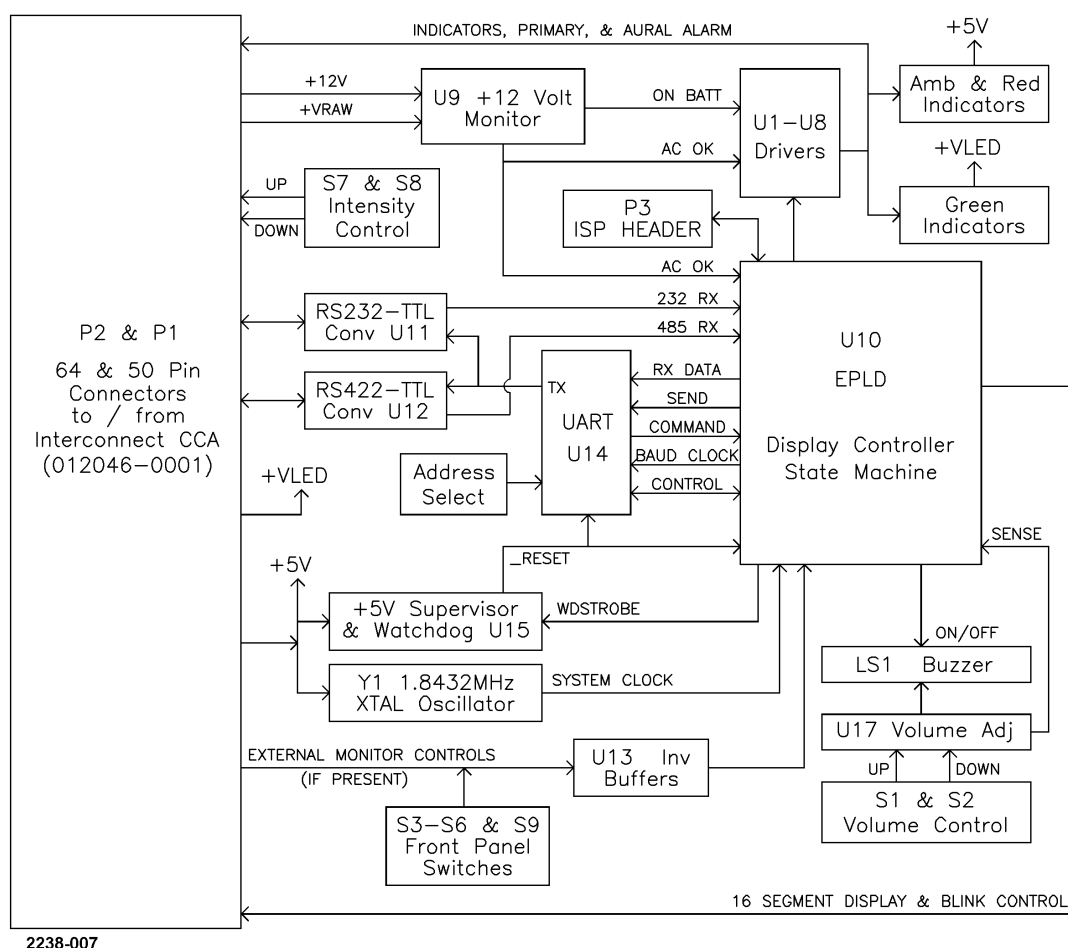 INDICATORS, PRIMARY, & AURAL ALARM
+5V
+12V
+VRAW
U9 +12 Volt
Monitor
ON BATT
AC OK
U1-U8
Drivers
Amb & Red
Indicators
+VLED
Green
Indicators
UP
DOWN
S7 & S8
Intensity
Control
P3
ISP HEADER
AC OK
P2 & P1
64 & 50 Pin
Connectors
to / from
Interconnect CCA
(012046-0001)
RS232-TTL
Conv U11
232 RX
485 RX
RS422-TTL
Conv U12
TX
UART
U14
RX DATA
SEND
COMMAND
BAUD CLOCK
CONTROL
U10
EPLD
Display Controller
State Machine
Address
Select
+VLED
_RESET
SENSE
+5V
+5V Supervisor
& Watchdog U15
WDSTROBE
ON/OFF
LS1 Buzzer
Y1 1.8432MHz
XTAL Oscillator
SYSTEM CLOCK
U17 Volume Adj
UP
DOWN
S1 & S2
Volume Control
EXTERNAL MONITOR CONTROLS
(IF PRESENT)
U13 Inv
Buffers
S3-S6 & S9
Front Panel
Switches
16 SEGMENT DISPLAY & BLINK CONTROL
2238-007